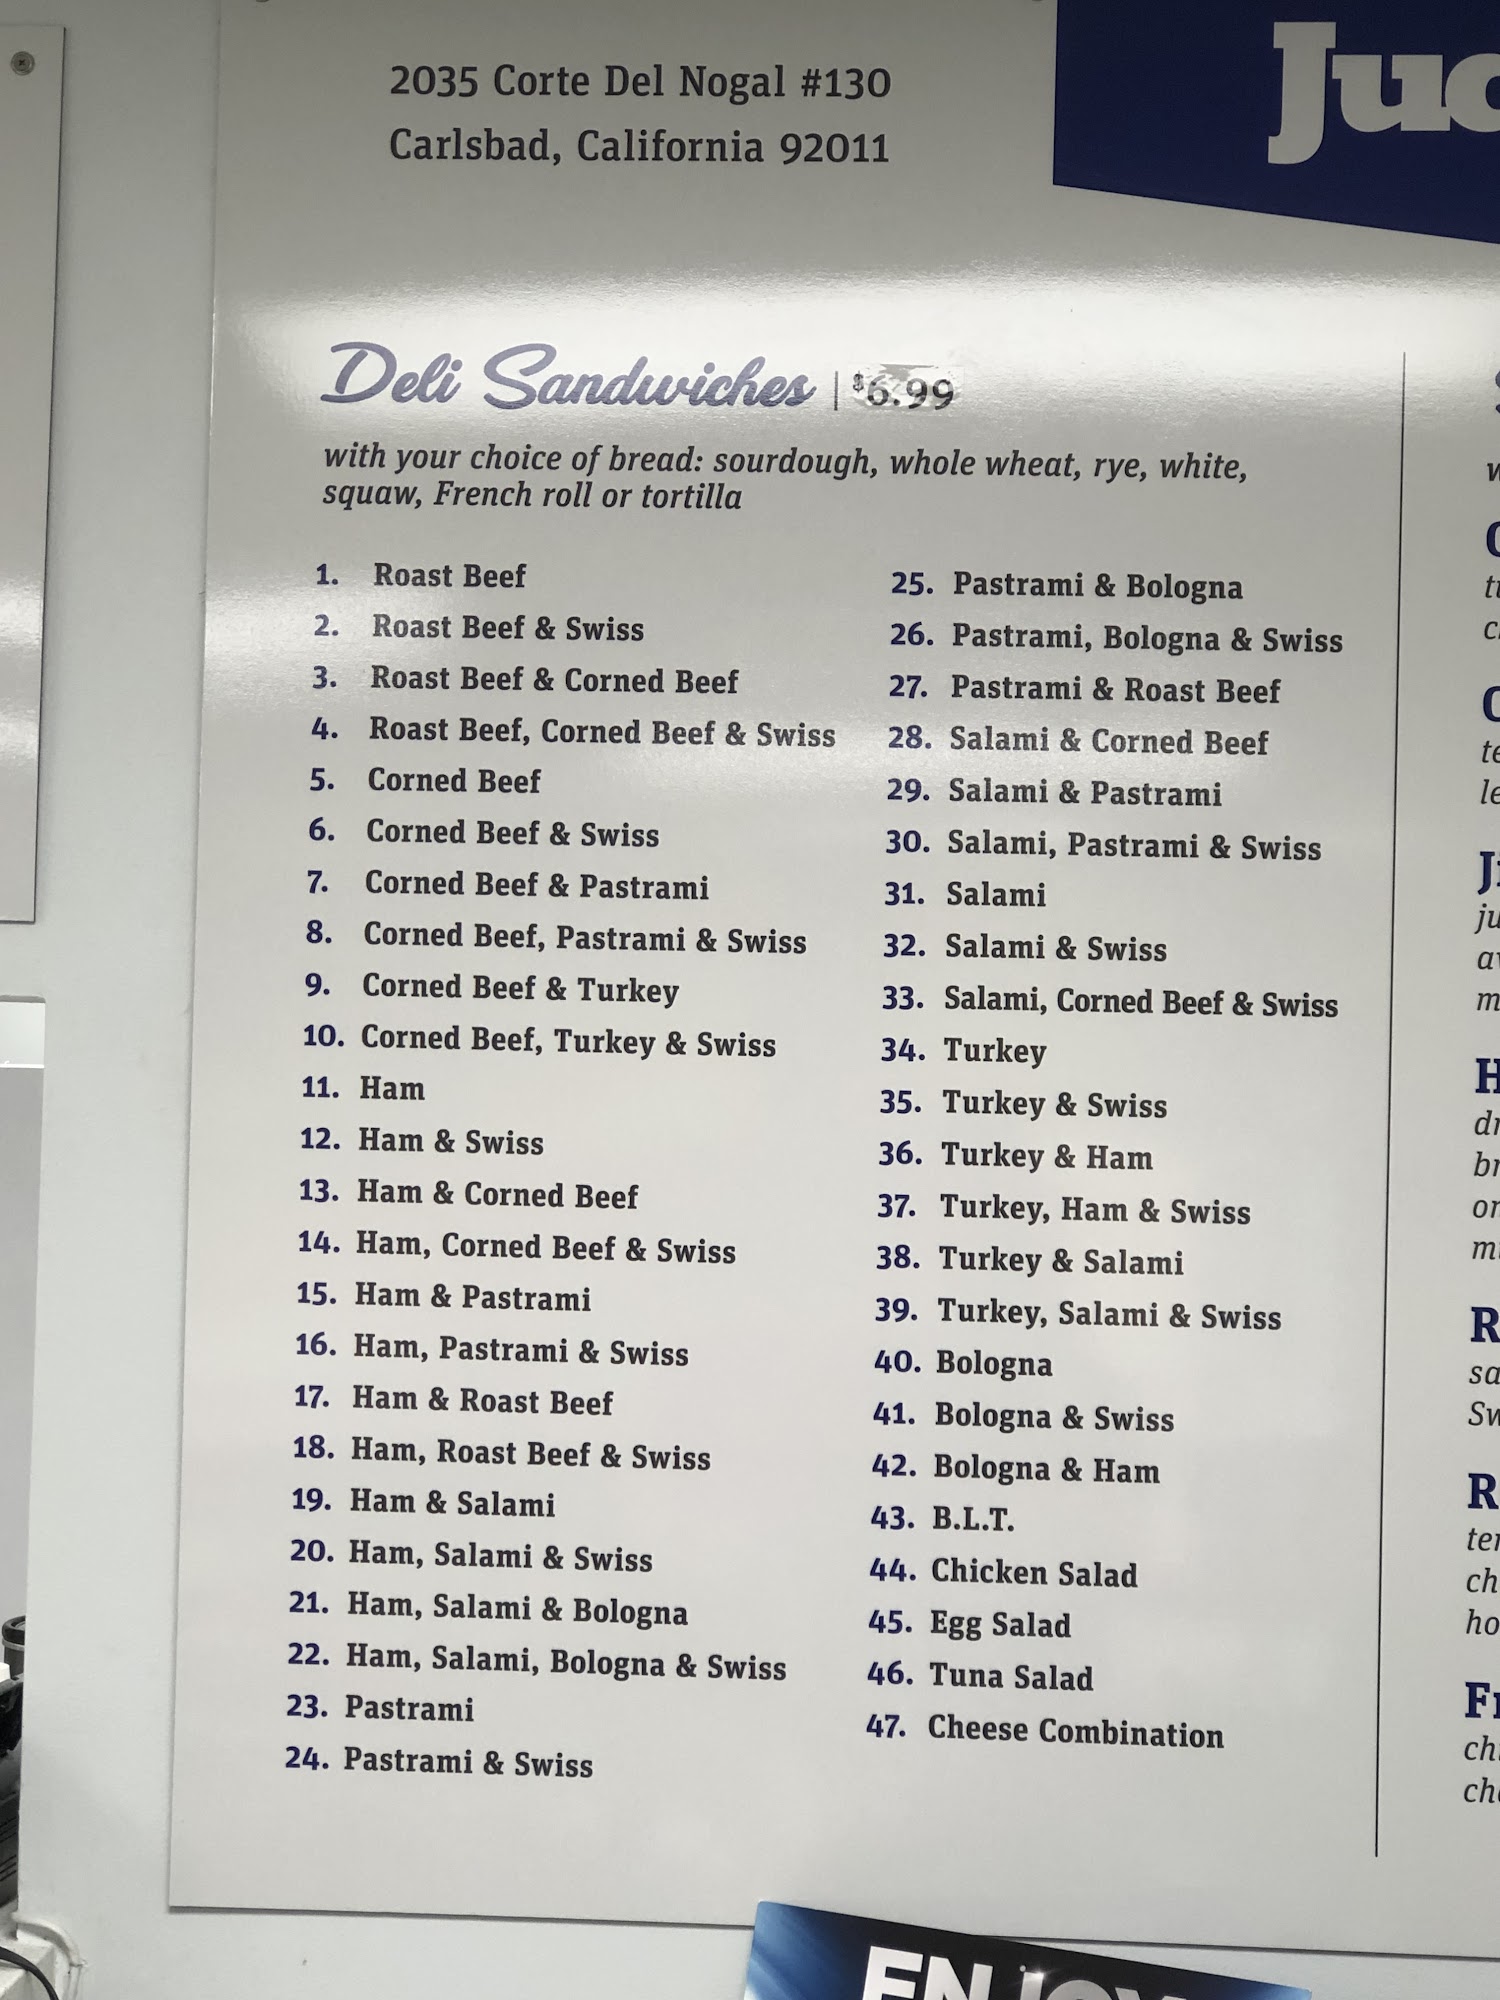 2035 Corte Del Nogal #130
Carlsbad, California 92011
Deli Sandwiches | $6.99
with your choice of bread: sourdough, whole wheat, rye, white,
squaw, French roll or tortilla
1. Roast Beef
2. Roast Beef & Swiss
3. Roast Beef & Corned Beef
4. Roast Beef, Corned Beef & Swiss
5. Corned Beef
6. Corned Beef & Swiss
7. Corned Beef & Pastrami
8. Corned Beef, Pastrami & Swiss
9. Corned Beef & Turkey
10. Corned Beef, Turkey & Swiss
11. Ham
12. Ham & Swiss
13. Ham & Corned Beef
14. Ham, Corned Beef & Swiss
15. Ham & Pastrami
16. Ham, Pastrami & Swiss
17. Ham & Roast Beef
18. Ham, Roast Beef & Swiss
19. Ham & Salami
20. Ham, Salami & Swiss
21. Ham, Salami & Bologna
22. Ham, Salami, Bologna & Swiss
23. Pastrami
24. Pastrami & Swiss
25. Pastrami & Bologna
26. Pastrami, Bologna & Swiss
27. Pastrami & Roast Beef
28. Salami & Corned Beef
29. Salami & Pastrami
30. Salami, Pastrami & Swiss
31. Salami
32. Salami & Swiss
33. Salami, Corned Beef & Swiss
34. Turkey
35. Turkey & Swiss
36. Turkey & Ham
37. Turkey, Ham & Swiss
38. Turkey & Salami
39. Turkey, Salami & Swiss
40. Bologna
41. Bologna & Swiss
42. Bologna & Ham
43. B.L.T.
44. Chicken Salad
45. Egg Salad
46. Tuna Salad
47. Cheese Combination
ENJOY